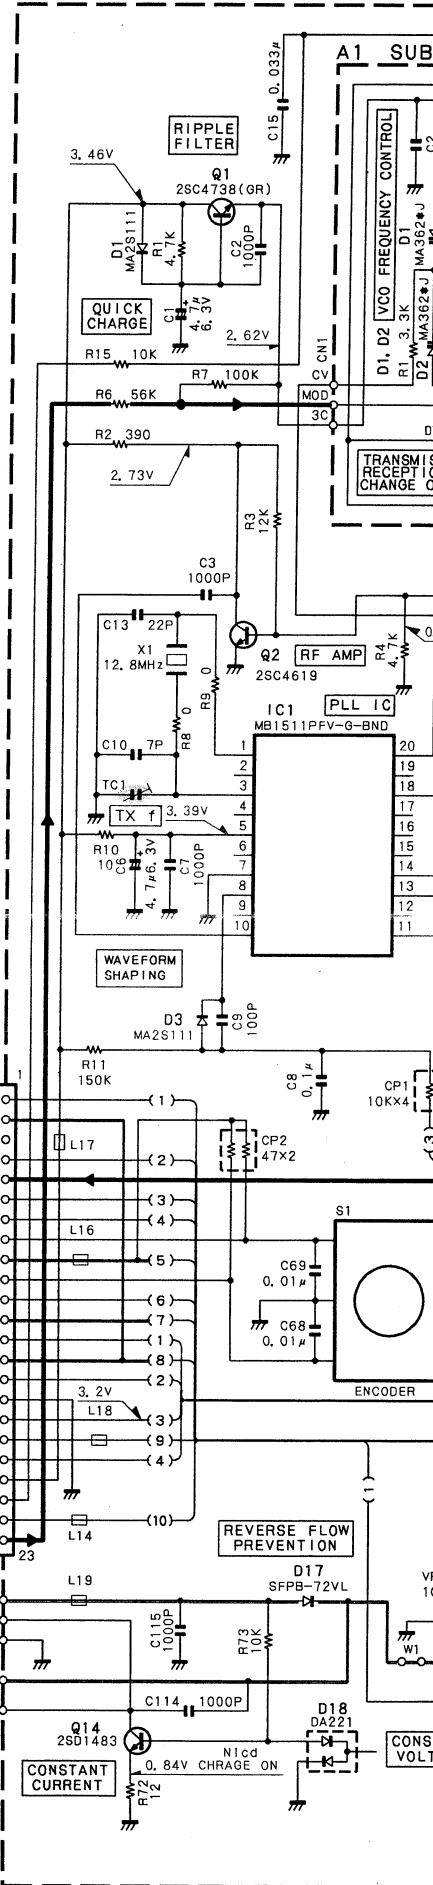 C15 0.033μ
A1 SUB
RIPPLE
FILTER
3.46V
Q1
2SC4738(GR)
D1
MA2S111
R1
4.7K
C2
1000P
D1, D2 VCO FREQUENCY CONTROL
D1
MA362*J
C2
QUICK
CHARGE
C1
4.7μ
6.3V
2.62V
CN1
R1 3.3K
D2
MA362*J
R15 10K
R7 100K
CV
R6 56K
MOD
3C
R2 390
2.73V
R3
12K
TRANSMIS
RECEPTIO
CHANGE O
C3
1000P
C13 22P
X1
12.8MHz
R9 0
R8 0
Q2
2SC4619
RF AMP
R4
4.7K
PLL IC
IC1
MB1511PFV-G-BND
C10 7P
TC1
TX f
3.39V
R10
10
C6
4.7μ6.3V
C7
1000P
1 20
2 19
3 18
4 17
5 16
6 15
7 14
8 13
9 12
10 11
WAVEFORM
SHAPING
D3
MA2S111
C9
100P
R11
150K
C8
0.1μ
CP1
10K×4
(3)
1
(1)
L17
CP2
47×2
(2)
(3)
(4)
S1
L16
(5)
C69
0.01μ
(6)
(7)
C68
0.01μ
(1)
(8)
(2)
ENCODER
3.2V
L18
(3)
(9)
(4)
(1)
(10)
L14
23
REVERSE FLOW
PREVENTION
D17
SFPB-72VL
L19
C115
1000P
R73
10K
W1
C114 1000P
Q14
2SD1483
D18
DA221
CONS
VOLT
CONSTANT
CURRENT
Nicd
0.84V CHRAGE ON
R72
12